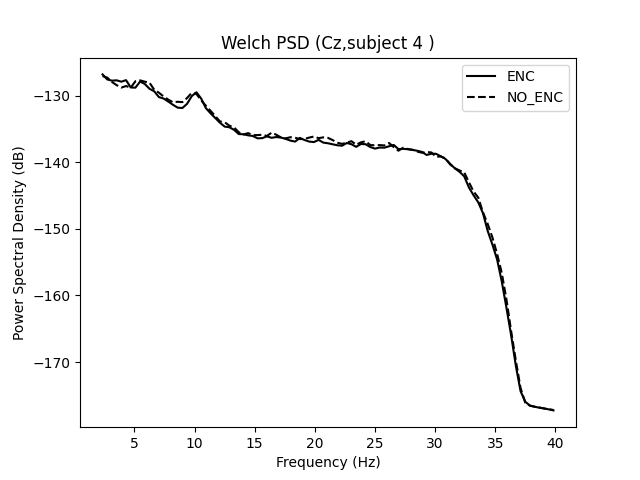 Welch PSD (Cz,subject 4 )
ENC
NO_ENC
Power Spectral Density (dB)
−130
−140
−150
−160
−170
5 10 15 20 25 30 35 40
Frequency (Hz)